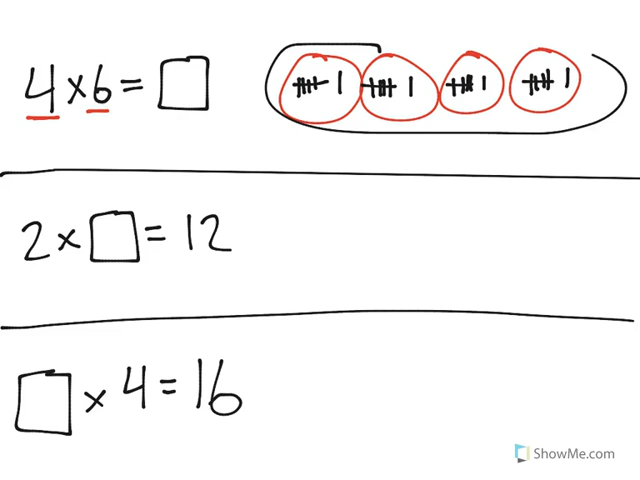 4 x 6 = □
2 x □ = 12
□ x 4 = 16
ShowMe.com